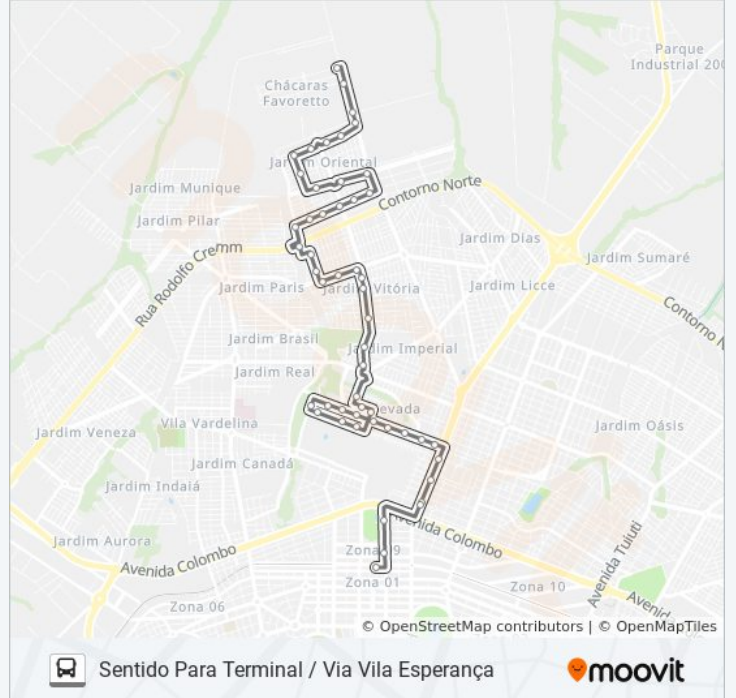 Parque
Industrial 200
Chácaras
Favoretto
Jardim Oriental
Jardim Munique
Contorno Norte
Jardim Pilar
Jardim Dias
Rua Rodolfo Cremm
Jardim Sumaré
Jardim Paris
Jardim Vitória
Jardim Licce
Contorno N
Jardim Brasil
Jardim Imperial
Jardim Real
evada
Vila Vardelina
Jardim Oásis
Jardim Veneza
Jardim Canadá
Jardim Indaiá
Avenida Colombo
Jardim Aurora
Avenida Colombo
Avenida Tuiuti
Zona 01
Zona 10
Zona 06
© OpenStreetMap contributors | © OpenMapTiles
Sentido Para Terminal / Via Vila Esperança
moovit